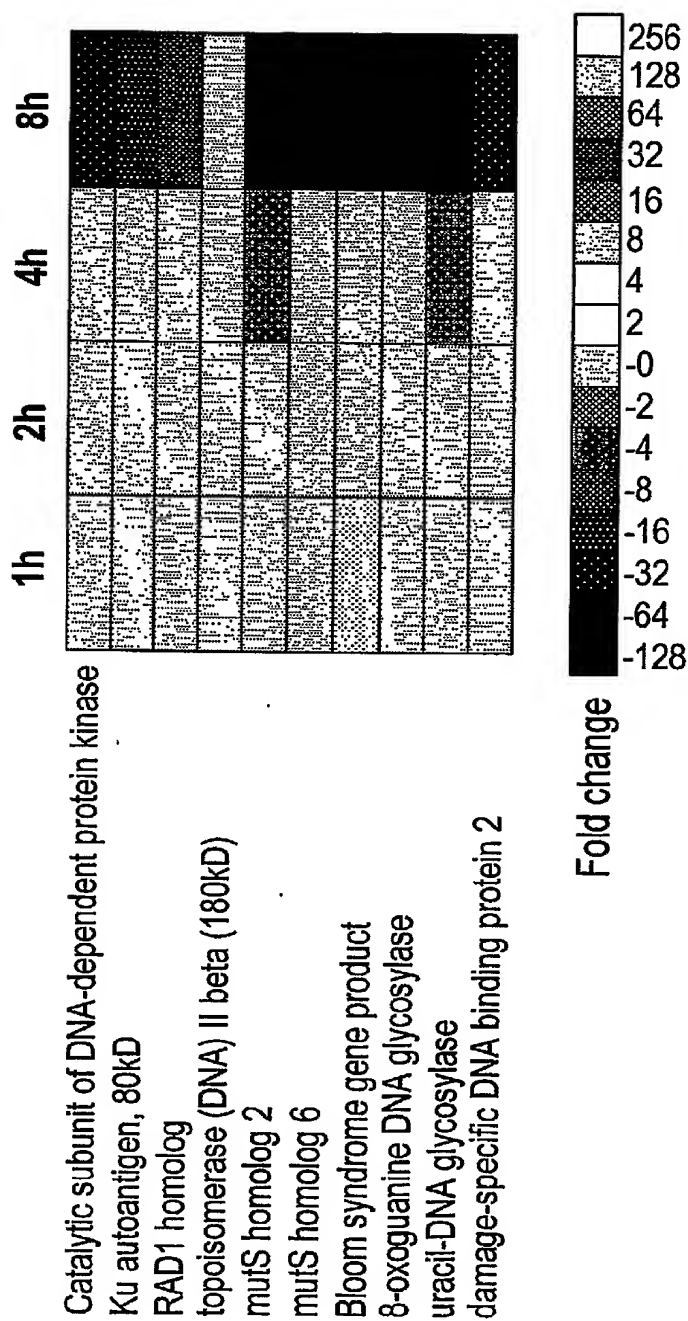 1h 2h 4h 8h
Catalytic subunit of DNA-dependent protein kinase
Ku autoantigen, 80kD
RAD1 homolog
topoisomerase (DNA) II beta (180kD)
mutS homolog 2
mutS homolog 6
Bloom syndrome gene product
8-oxoguanine DNA glycosylase
uracil-DNA glycosylase
damage-specific DNA binding protein 2
Fold change
-128 -64 -32 -16 -8 -4 -2 -0 2 4 8 16 32 64 128 256